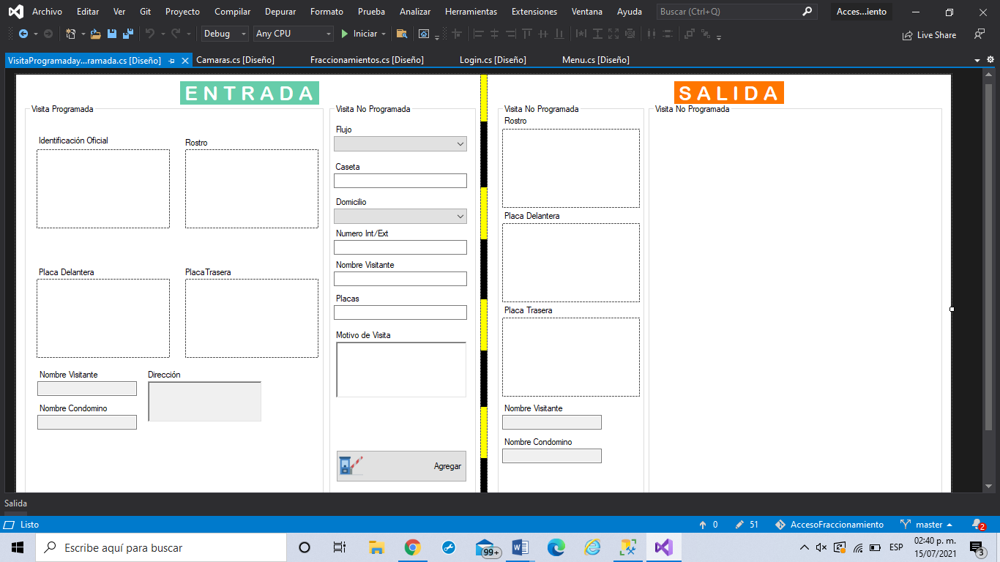 Archivo Editar Ver Git Proyecto Compilar Depurar Formato Prueba Analizar Herramientas Extensiones Ventana Ayuda Buscar (Ctrl+Q) Acces...iento
Debug Any CPU Iniciar Live Share
VisitaProgramaday...ramada.cs [Diseño] Camaras.cs [Diseño] Fraccionamientos.cs [Diseño] Login.cs [Diseño] Menu.cs [Diseño]
ENTRADA
Visita Programada
Identificación Oficial
Rostro
Placa Delantera
PlacaTrasera
Nombre Visitante
Dirección
Nombre Condomino
Visita No Programada
Flujo
Caseta
Domicilio
Numero Int/Ext
Nombre Visitante
Placas
Motivo de Visita
Agregar
SALIDA
Visita No Programada
Rostro
Placa Delantera
Placa Trasera
Nombre Visitante
Nombre Condomino
Visita No Programada
Salida
Listo 0 51 AccesoFraccionamiento master 2
Escribe aquí para buscar 99+ ESP 02:40 p. m. 3
15/07/2021